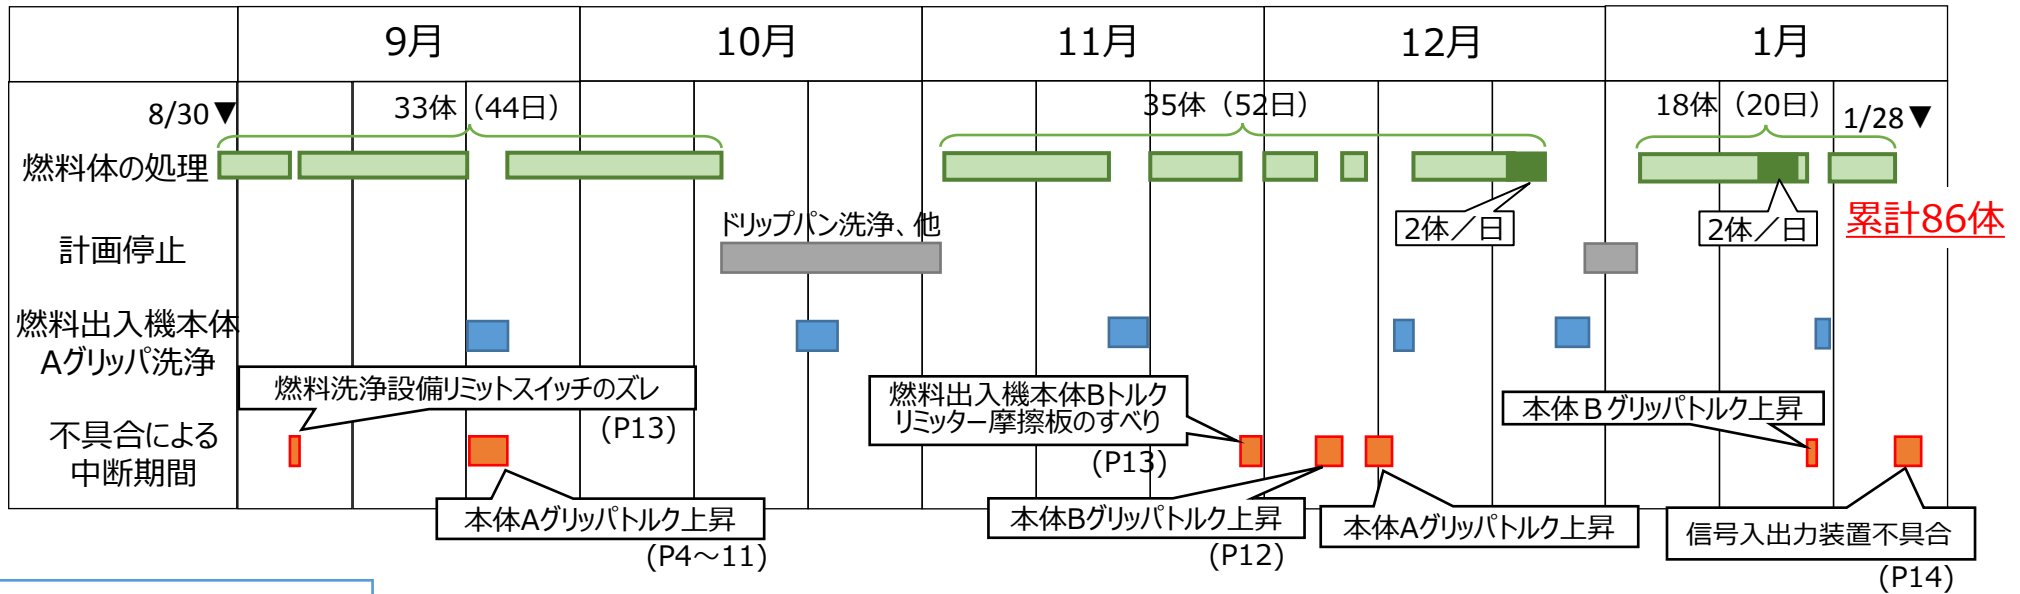 9月
10月
11月
12月
1月
8/30▼
33体（44日）
35体（52日）
18体（20日）
1/28▼
燃料体の処理
2体／日
2体／日
累計86体
ドリップパン洗浄、他
計画停止
燃料出入機本体
Aグリッパ洗浄
燃料洗浄設備リミットスイッチのズレ
(P13)
燃料出入機本体Bトルク
リミッター摩擦板のすべり
(P13)
本体Ｂグリッパトルク上昇
不具合による
中断期間
本体Aグリッパトルク上昇
(P4～11)
本体Bグリッパトルク上昇
(P12)
本体Aグリッパトルク上昇
信号入出力装置不具合
(P14)